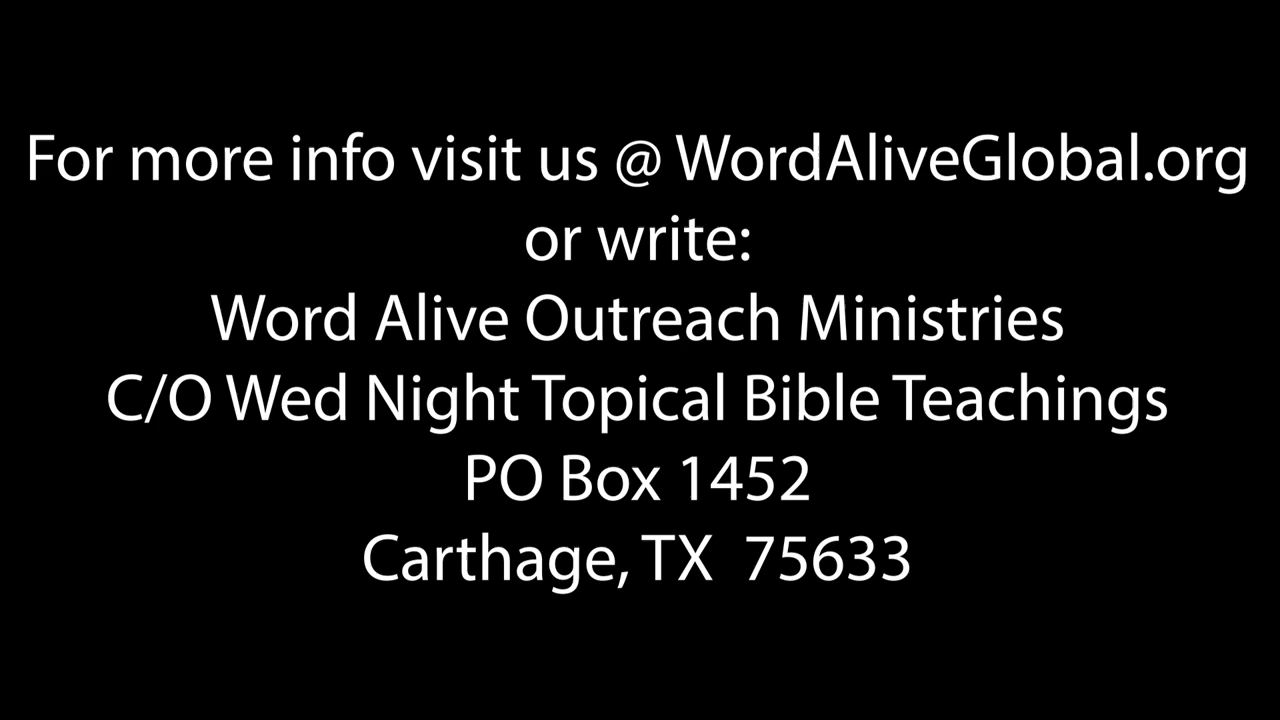 For more info visit us @ WordAliveGlobal.org
or write:
Word Alive Outreach Ministries
C/O Wed Night Topical Bible Teachings
PO Box 1452
Carthage, TX  75633